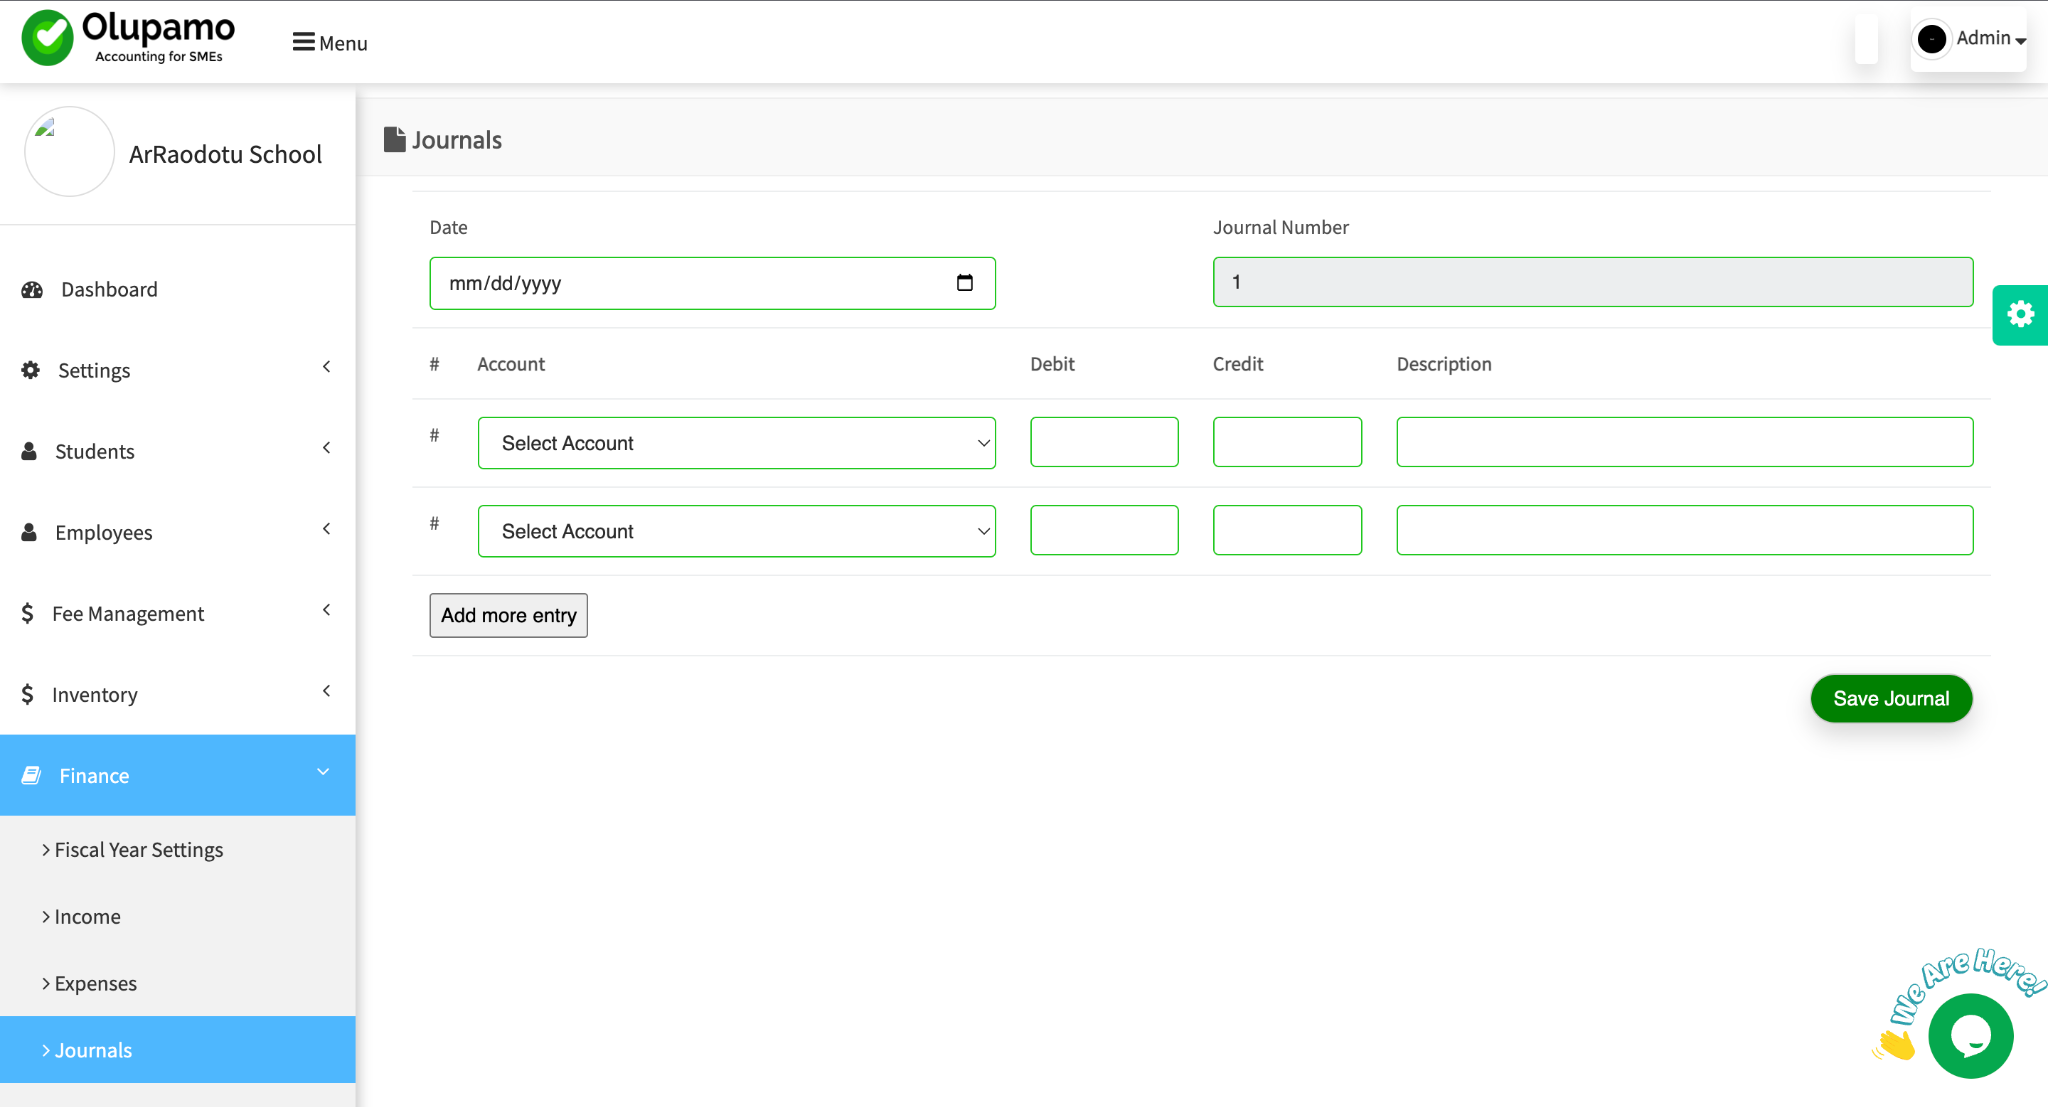 Olupamo
Accounting for SMEs
Menu
Admin
ArRaodotu School
Dashboard
Settings
Students
Employees
Fee Management
Inventory
Finance
Fiscal Year Settings
Income
Expenses
Journals
Journals
Date
Journal Number
mm/dd/yyyy
1
# Account Debit Credit Description
# Select Account
# Select Account
Add more entry
Save Journal
We Are Here!